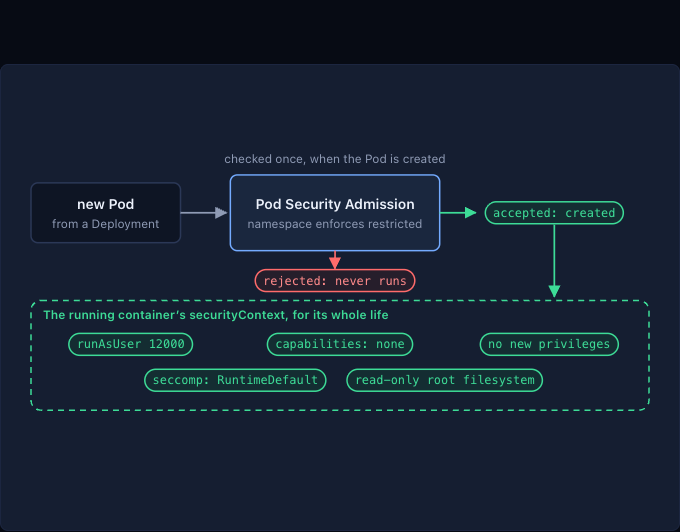 checked once, when the Pod is created
new Pod
from a Deployment
Pod Security Admission
namespace enforces restricted
accepted: created
rejected: never runs
The running container's securityContext, for its whole life
runAsUser 12000
capabilities: none
no new privileges
seccomp: RuntimeDefault
read-only root filesystem